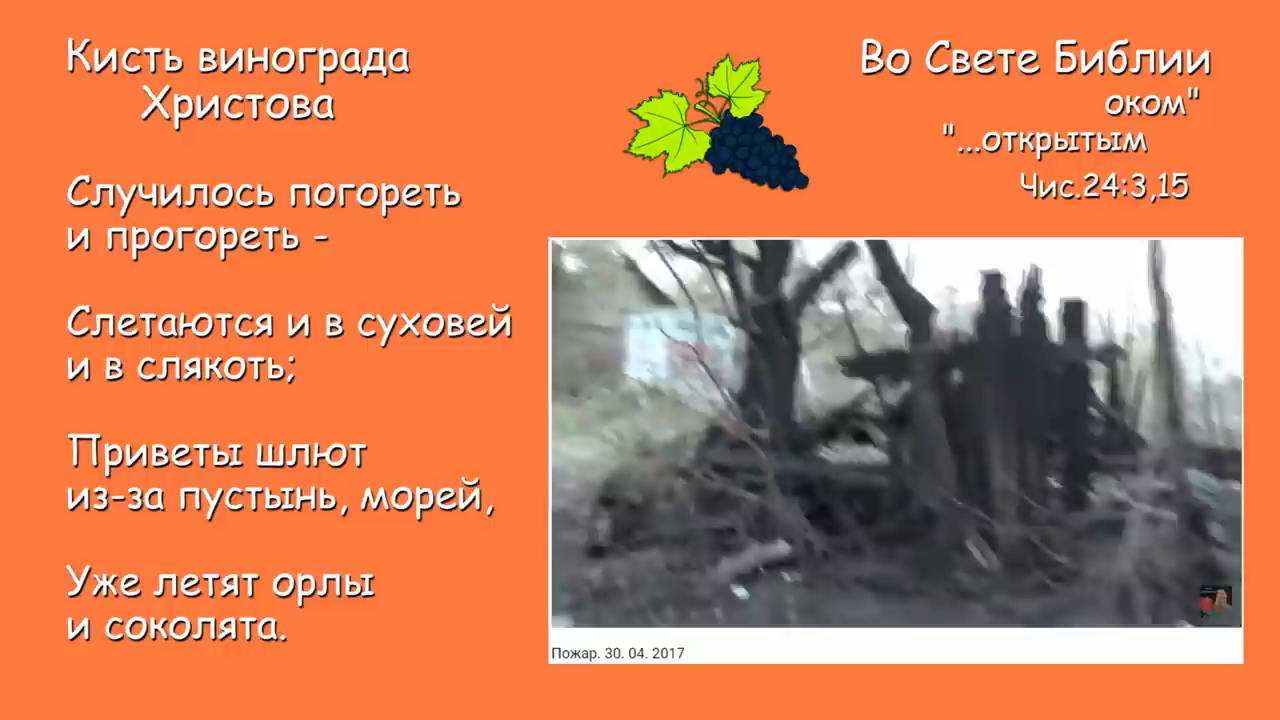 Кисть винограда
Христова
Случилось погореть
и прогореть -
Слетаются и в суховей
и в слякоть;
Приветы шлют
из-за пустынь, морей,
Уже летят орлы
и соколята.
Во Свете Библии
оком"
"...открытым
Чис.24:3,15
Пожар. 30. 04. 2017